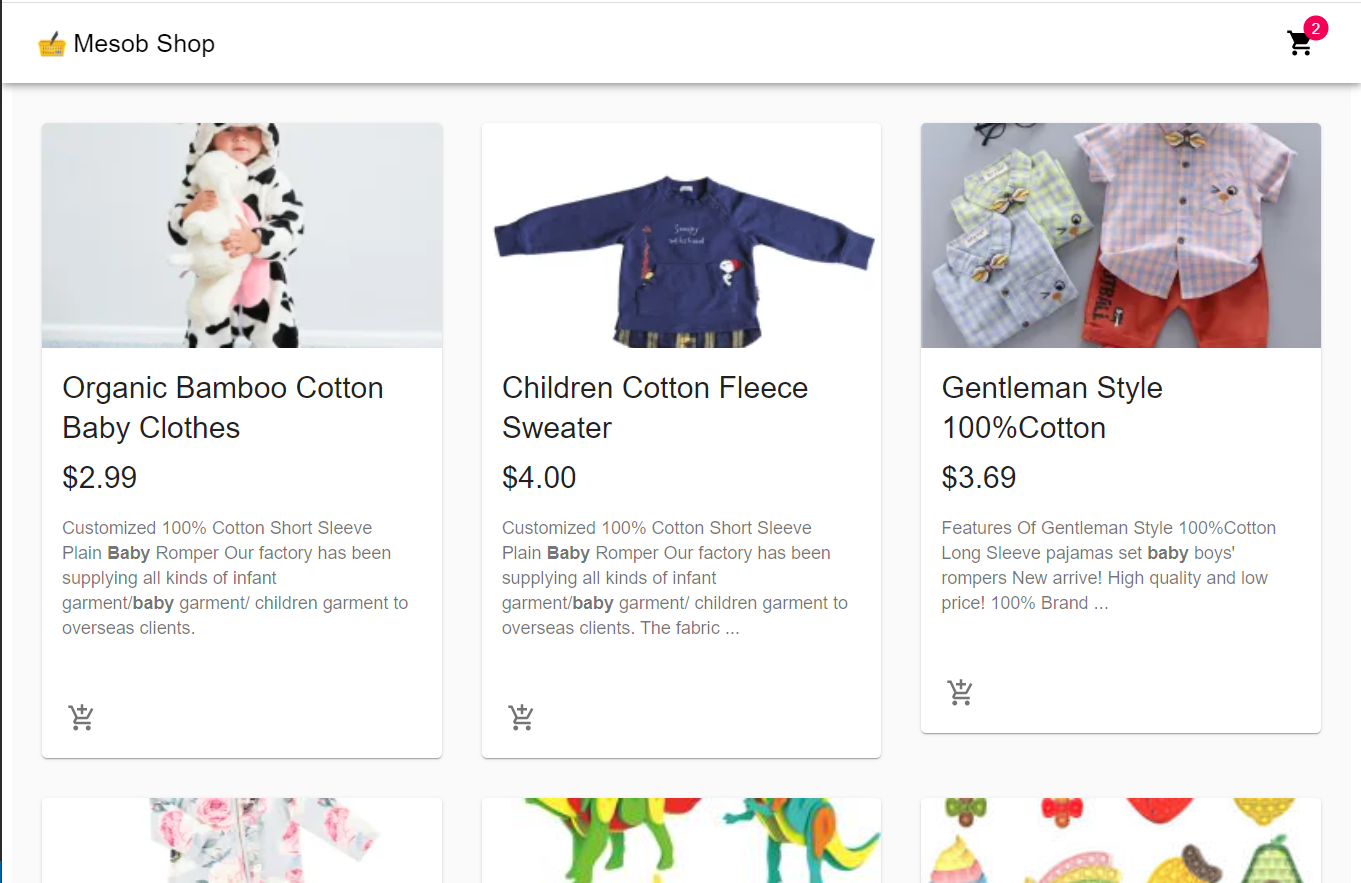 Mesob Shop
2
Organic Bamboo Cotton
Baby Clothes
$2.99
Customized 100% Cotton Short Sleeve
Plain Baby Romper Our factory has been
supplying all kinds of infant
garment/baby garment/ children garment to
overseas clients.
Snoopy
Children Cotton Fleece
Sweater
$4.00
Customized 100% Cotton Short Sleeve
Plain Baby Romper Our factory has been
supplying all kinds of infant
garment/baby garment/ children garment to
overseas clients. The fabric ...
Gentleman Style
100%Cotton
$3.69
Features Of Gentleman Style 100%Cotton
Long Sleeve pajamas set baby boys'
rompers New arrive! High quality and low
price! 100% Brand ...